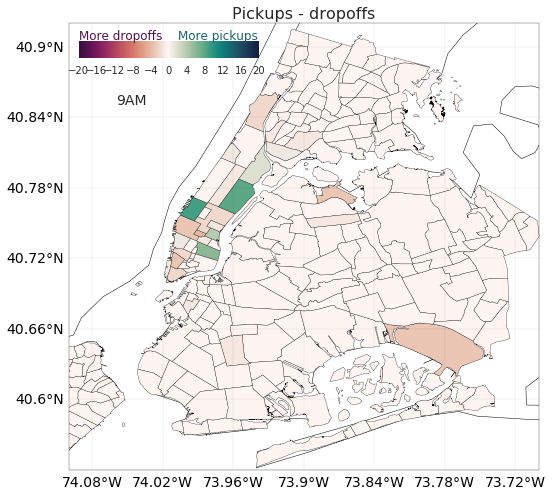 Pickups - dropoffs
More dropoffs More pickups
−20 −16 −12 −8 −4 0 4 8 12 16 20
9AM
40.9°N
40.84°N
40.78°N
40.72°N
40.66°N
40.6°N
74.08°W 74.02°W 73.96°W 73.9°W 73.84°W 73.78°W 73.72°W